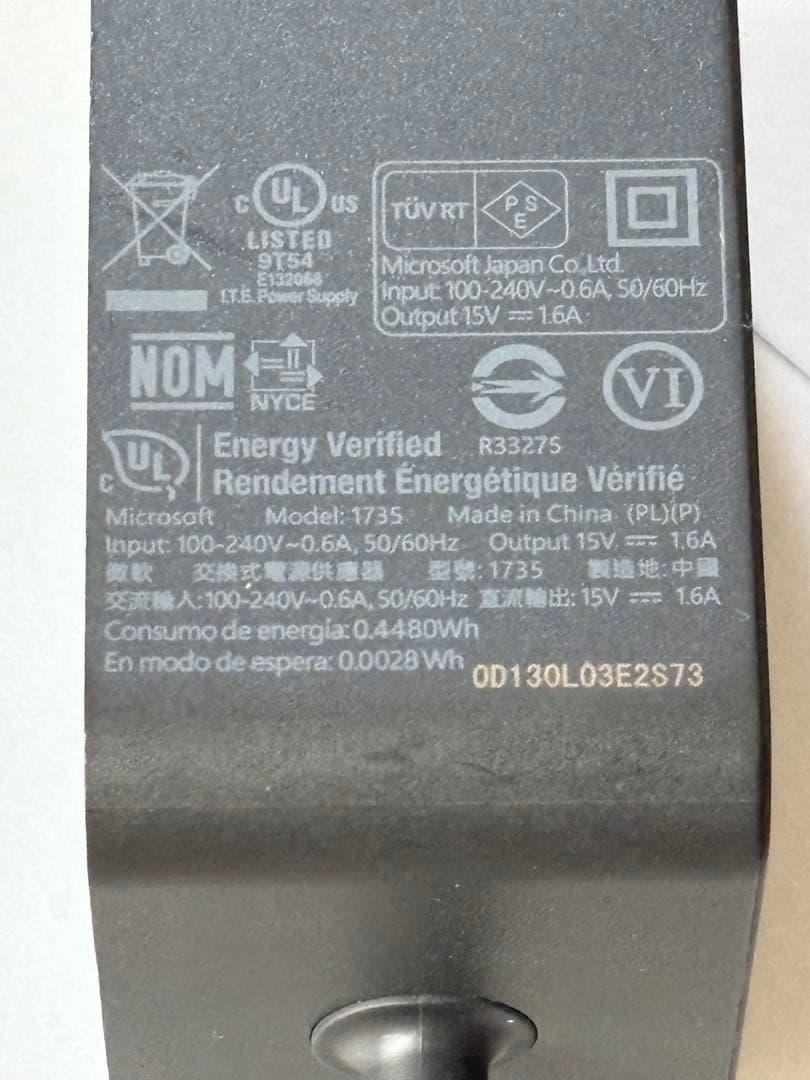 c UL us
LISTED
9T54
E132068
I.T.E. Power Supply
TÜV RT
PSE
Microsoft Japan Co.,Ltd.
Input: 100-240V~0.6A, 50/60Hz
Output 15V ⎓ 1.6A
NOM
NYCE
R33275
VI
c UL
Energy Verified
Rendement Énergétique Vérifié
Microsoft Model: 1735 Made in China (PL)(P)
Input: 100-240V~0.6A, 50/60Hz Output 15V ⎓ 1.6A
微軟 交換式電源供應器 型號: 1735 製造地: 中國
交流輸入: 100-240V~0.6A, 50/60Hz 直流輸出: 15V ⎓ 1.6A
Consumo de energía: 0.4480Wh
En modo de espera: 0.0028 Wh
0D130L03E2S73